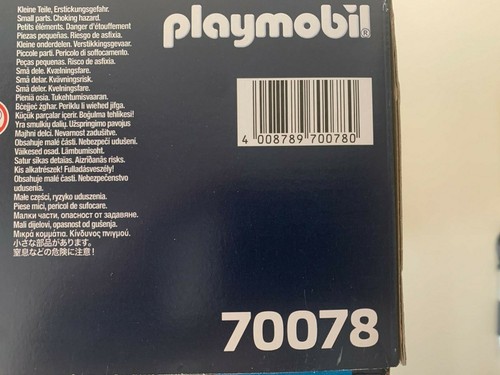 Kleine Teile, Erstickungsgefahr.
Small parts. Choking hazard.
Petits éléments. Danger d'étouffement
Piezas pequeñas. Riesgo de asfixia.
Kleine onderdelen. Verstikkingsgevaar.
Piccole parti. Pericolo di soffocamento.
Peças pequenas. Risco de asfixia.
Små dele. Kvælningsfare.
Små delar. Kvävningsrisk.
Små deler. Kvelningsfare.
Pieniä osia. Tukehtumisvaaran.
Bċejjeċ żgħar. Periklu li wieħed jifga.
Küçük parçalar içerir. Boğulma tehlikesi!
Yra smulkių dalių. Užspringimo pavojus
Majhni delci. Nevarnost zadušitve.
Obsahuje malé časti. Nebezpečí udušení.
Väikesed osad. Lämbumisoht.
Satur sīkas detaļas. Aizrīšanās risks.
Kis alkatrészek! Fulladásveszély!
Obsahuje malé časti. Nebezpečenstvo
udusenia.
Małe części, ryzyko uduszenia.
Piese mici, pericol de sufocare.
Малки части, опасност от задавяне.
Mali dijelovi, opasnost od gušenja.
Μικρά κομμάτια. Κίνδυνος πνιγμού.
小さな部品があります。
窒息などの危険に注意!
playmobil®
4 008789 700780
70078